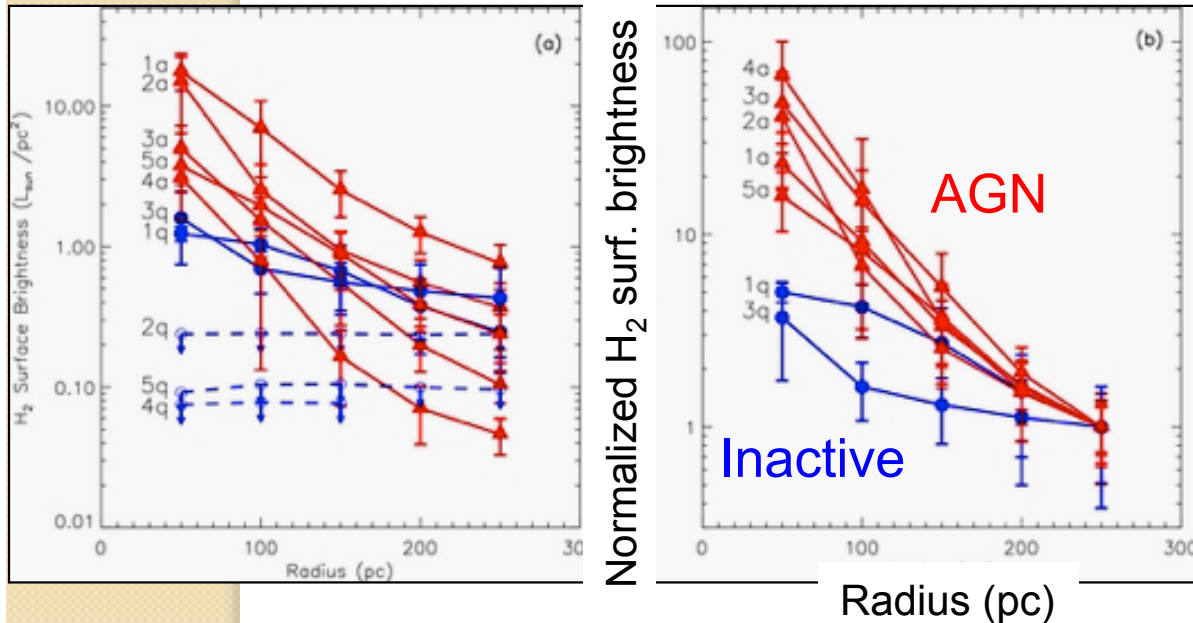 (a)
H₂ Surface Brightness (L_sun /pc²)
10.00
1.00
0.10
0.01
1a
2a
3a
5a
4a
3q
1q
2q
5q
4q
0
100
200
300
Radius (pc)
Normalized H₂ surf. brightness
(b)
100
10
1
4a
3a
2a
1a
5a
1q
3q
AGN
Inactive
0
100
200
300
Radius (pc)